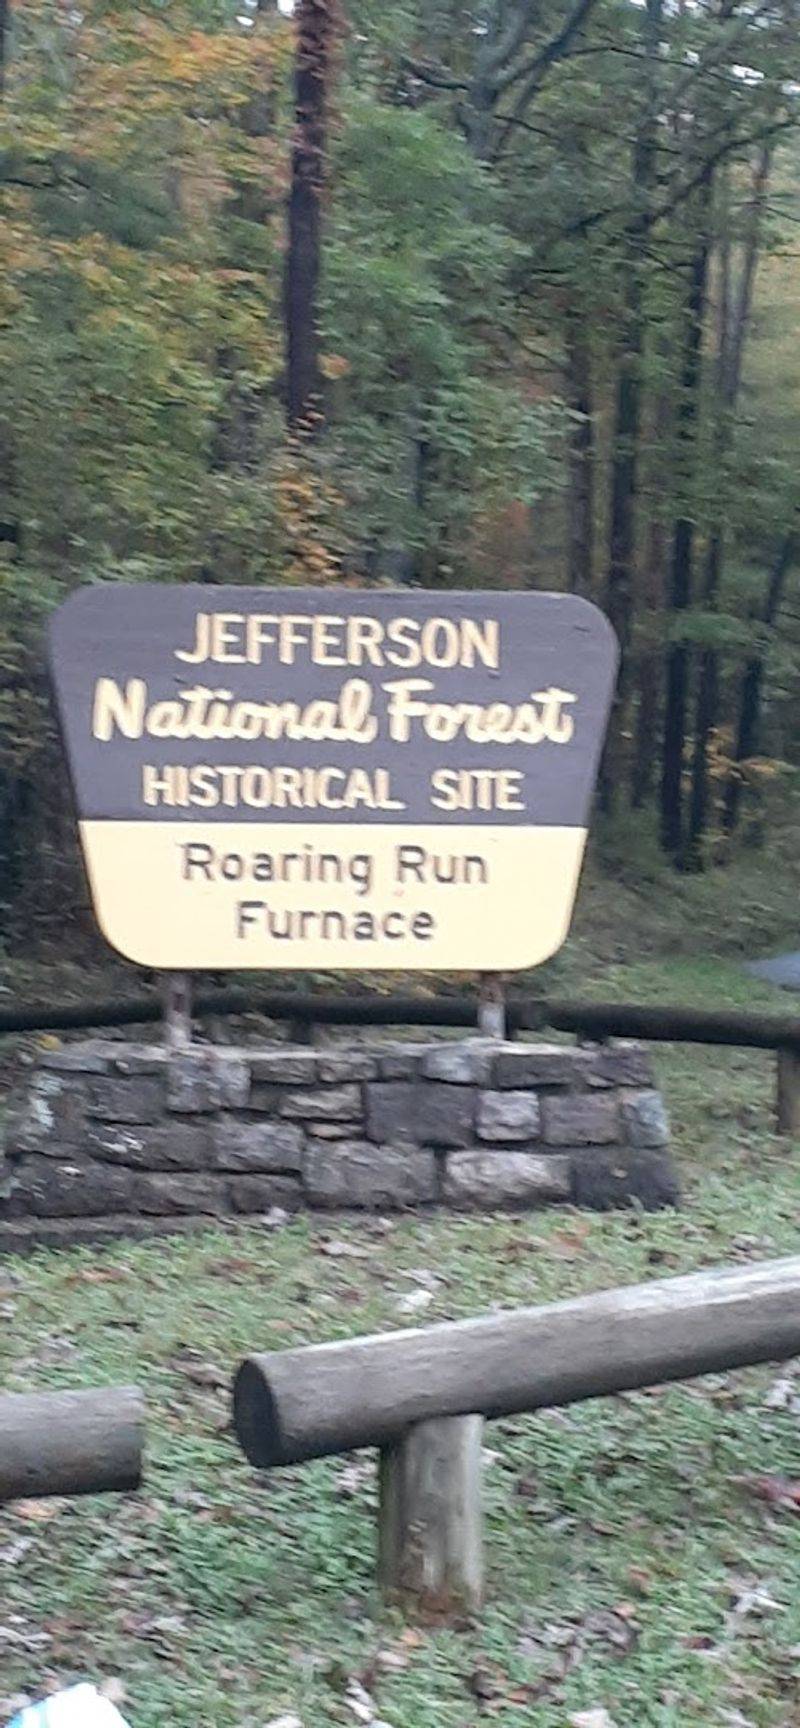 JEFFERSON
National Forest
HISTORICAL SITE
Roaring Run
Furnace